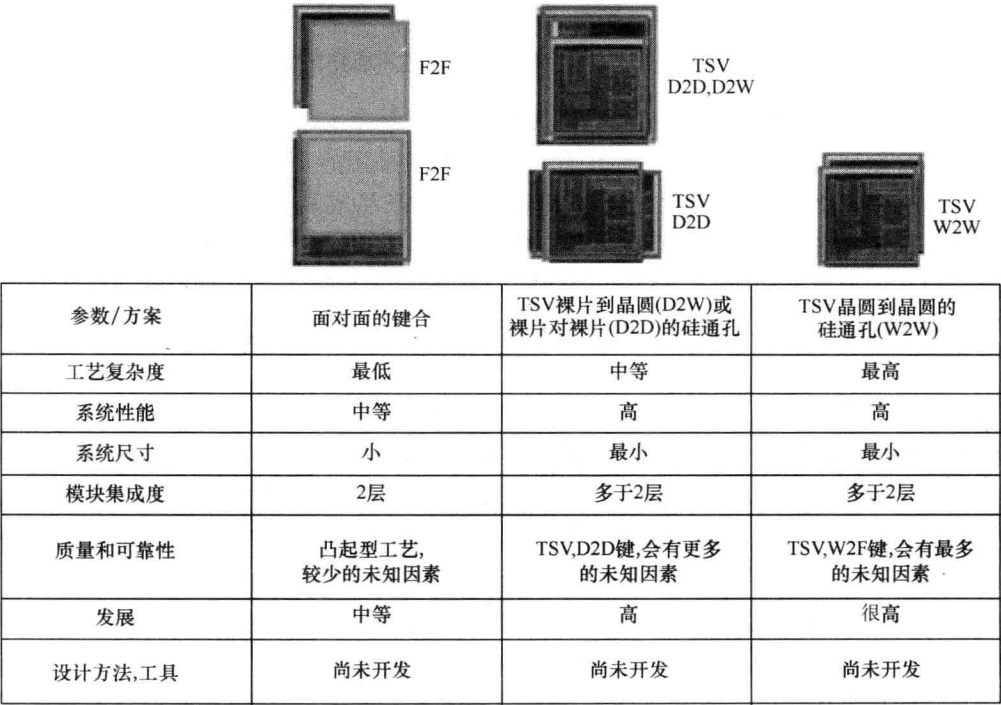 F2F
TSV
D2D,D2W
F2F
TSV
D2D
TSV
W2W
参数/方案
面对面的键合
TSV裸片到晶圆(D2W)或
裸片对裸片(D2D)的硅通孔
TSV晶圆到晶圆的
硅通孔(W2W)
工艺复杂度
最低
中等
最高
系统性能
中等
高
高
系统尺寸
小
最小
最小
模块集成度
2层
多于2层
多于2层
质量和可靠性
凸起型工艺,
较少的未知因素
TSV,D2D键,会有更多
的未知因素
TSV,W2F键,会有最多
的未知因素
发展
中等
高
很高
设计方法,工具
尚未开发
尚未开发
尚未开发